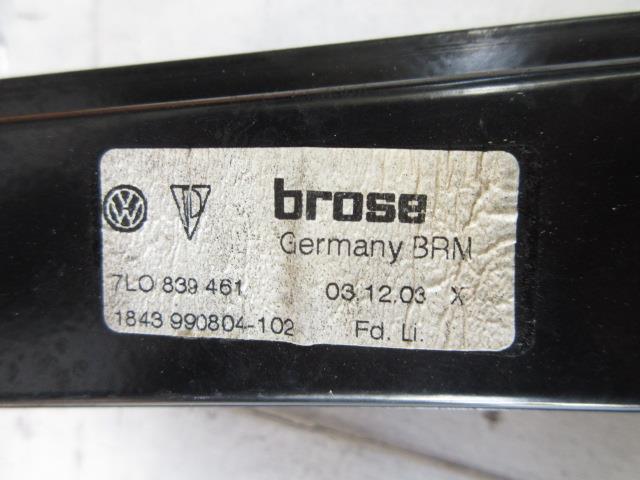 brose
Germany BRM
7L0 839 461 03 12.03 X
1843 990804-102 Fd. Li.